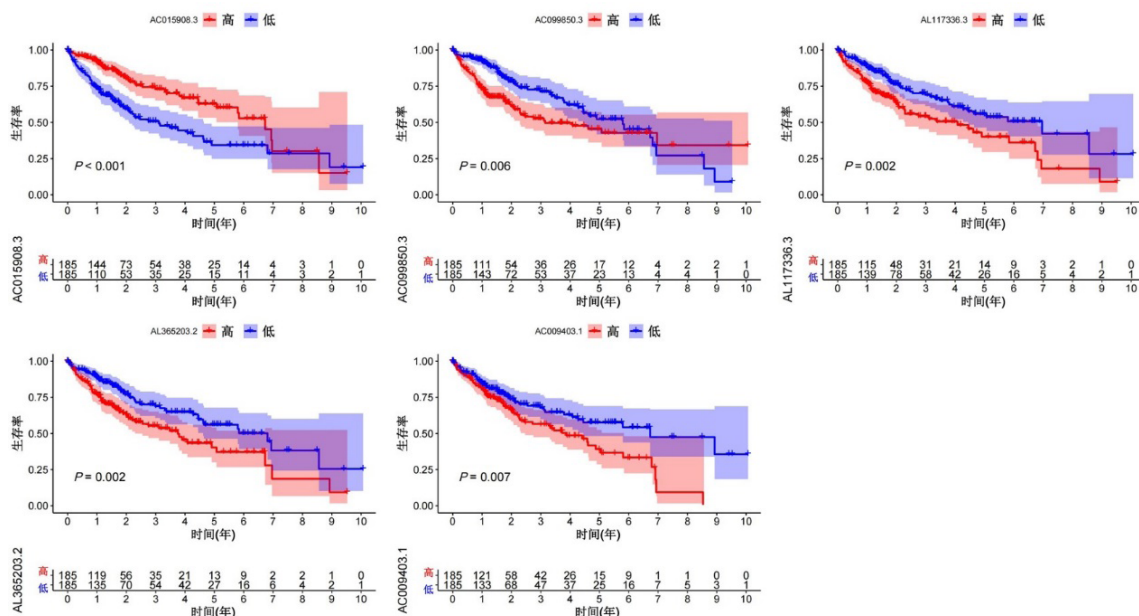 AC015908.3 高 低
生存率
1.00
0.75
0.50
0.25
0.00
P < 0.001
0 1 2 3 4 5 6 7 8 9 10
时间(年)
AC015908.3
高 185 144 73 54 38 25 14 4 3 1 0
低 185 110 53 35 25 15 11 4 3 2 1
0 1 2 3 4 5 6 7 8 9 10
时间(年)
AC099850.3 高 低
生存率
1.00
0.75
0.50
0.25
0.00
P = 0.006
0 1 2 3 4 5 6 7 8 9 10
时间(年)
AC099850.3
高 185 111 54 36 26 17 12 4 2 2 1
低 185 143 72 53 37 23 13 4 4 1 0
0 1 2 3 4 5 6 7 8 9 10
时间(年)
AL117336.3 高 低
生存率
1.00
0.75
0.50
0.25
0.00
P = 0.002
0 1 2 3 4 5 6 7 8 9 10
时间(年)
AL117336.3
高 185 115 48 31 21 14 9 3 2 1 0
低 185 139 78 58 42 26 16 5 4 2 1
0 1 2 3 4 5 6 7 8 9 10
时间(年)
AL365203.2 高 低
生存率
1.00
0.75
0.50
0.25
0.00
P = 0.002
0 1 2 3 4 5 6 7 8 9 10
时间(年)
AL365203.2
高 185 119 56 35 21 13 9 2 2 1 0
低 185 135 70 54 42 27 16 6 4 2 1
0 1 2 3 4 5 6 7 8 9 10
时间(年)
AC009403.1 高 低
生存率
1.00
0.75
0.50
0.25
0.00
P = 0.007
0 1 2 3 4 5 6 7 8 9 10
时间(年)
AC009403.1
高 185 121 58 42 26 15 9 1 1 0 0
低 185 133 68 47 37 25 16 7 5 3 1
0 1 2 3 4 5 6 7 8 9 10
时间(年)